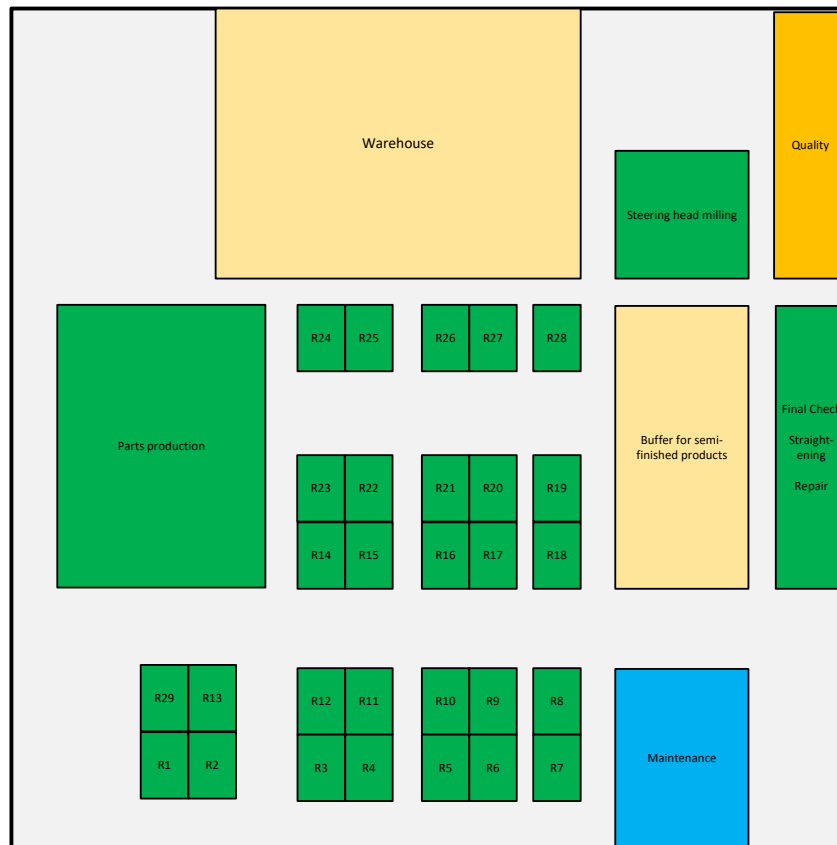 Warehouse
Quality
Steering head milling
R24 R25 R26 R27 R28
Parts production
Buffer for semi-
finished products
Final Check
Straight-
ening
Repair
R23 R22 R21 R20 R19
R14 R15 R16 R17 R18
R29 R13 R12 R11 R10 R9 R8
R1 R2 R3 R4 R5 R6 R7
Maintenance